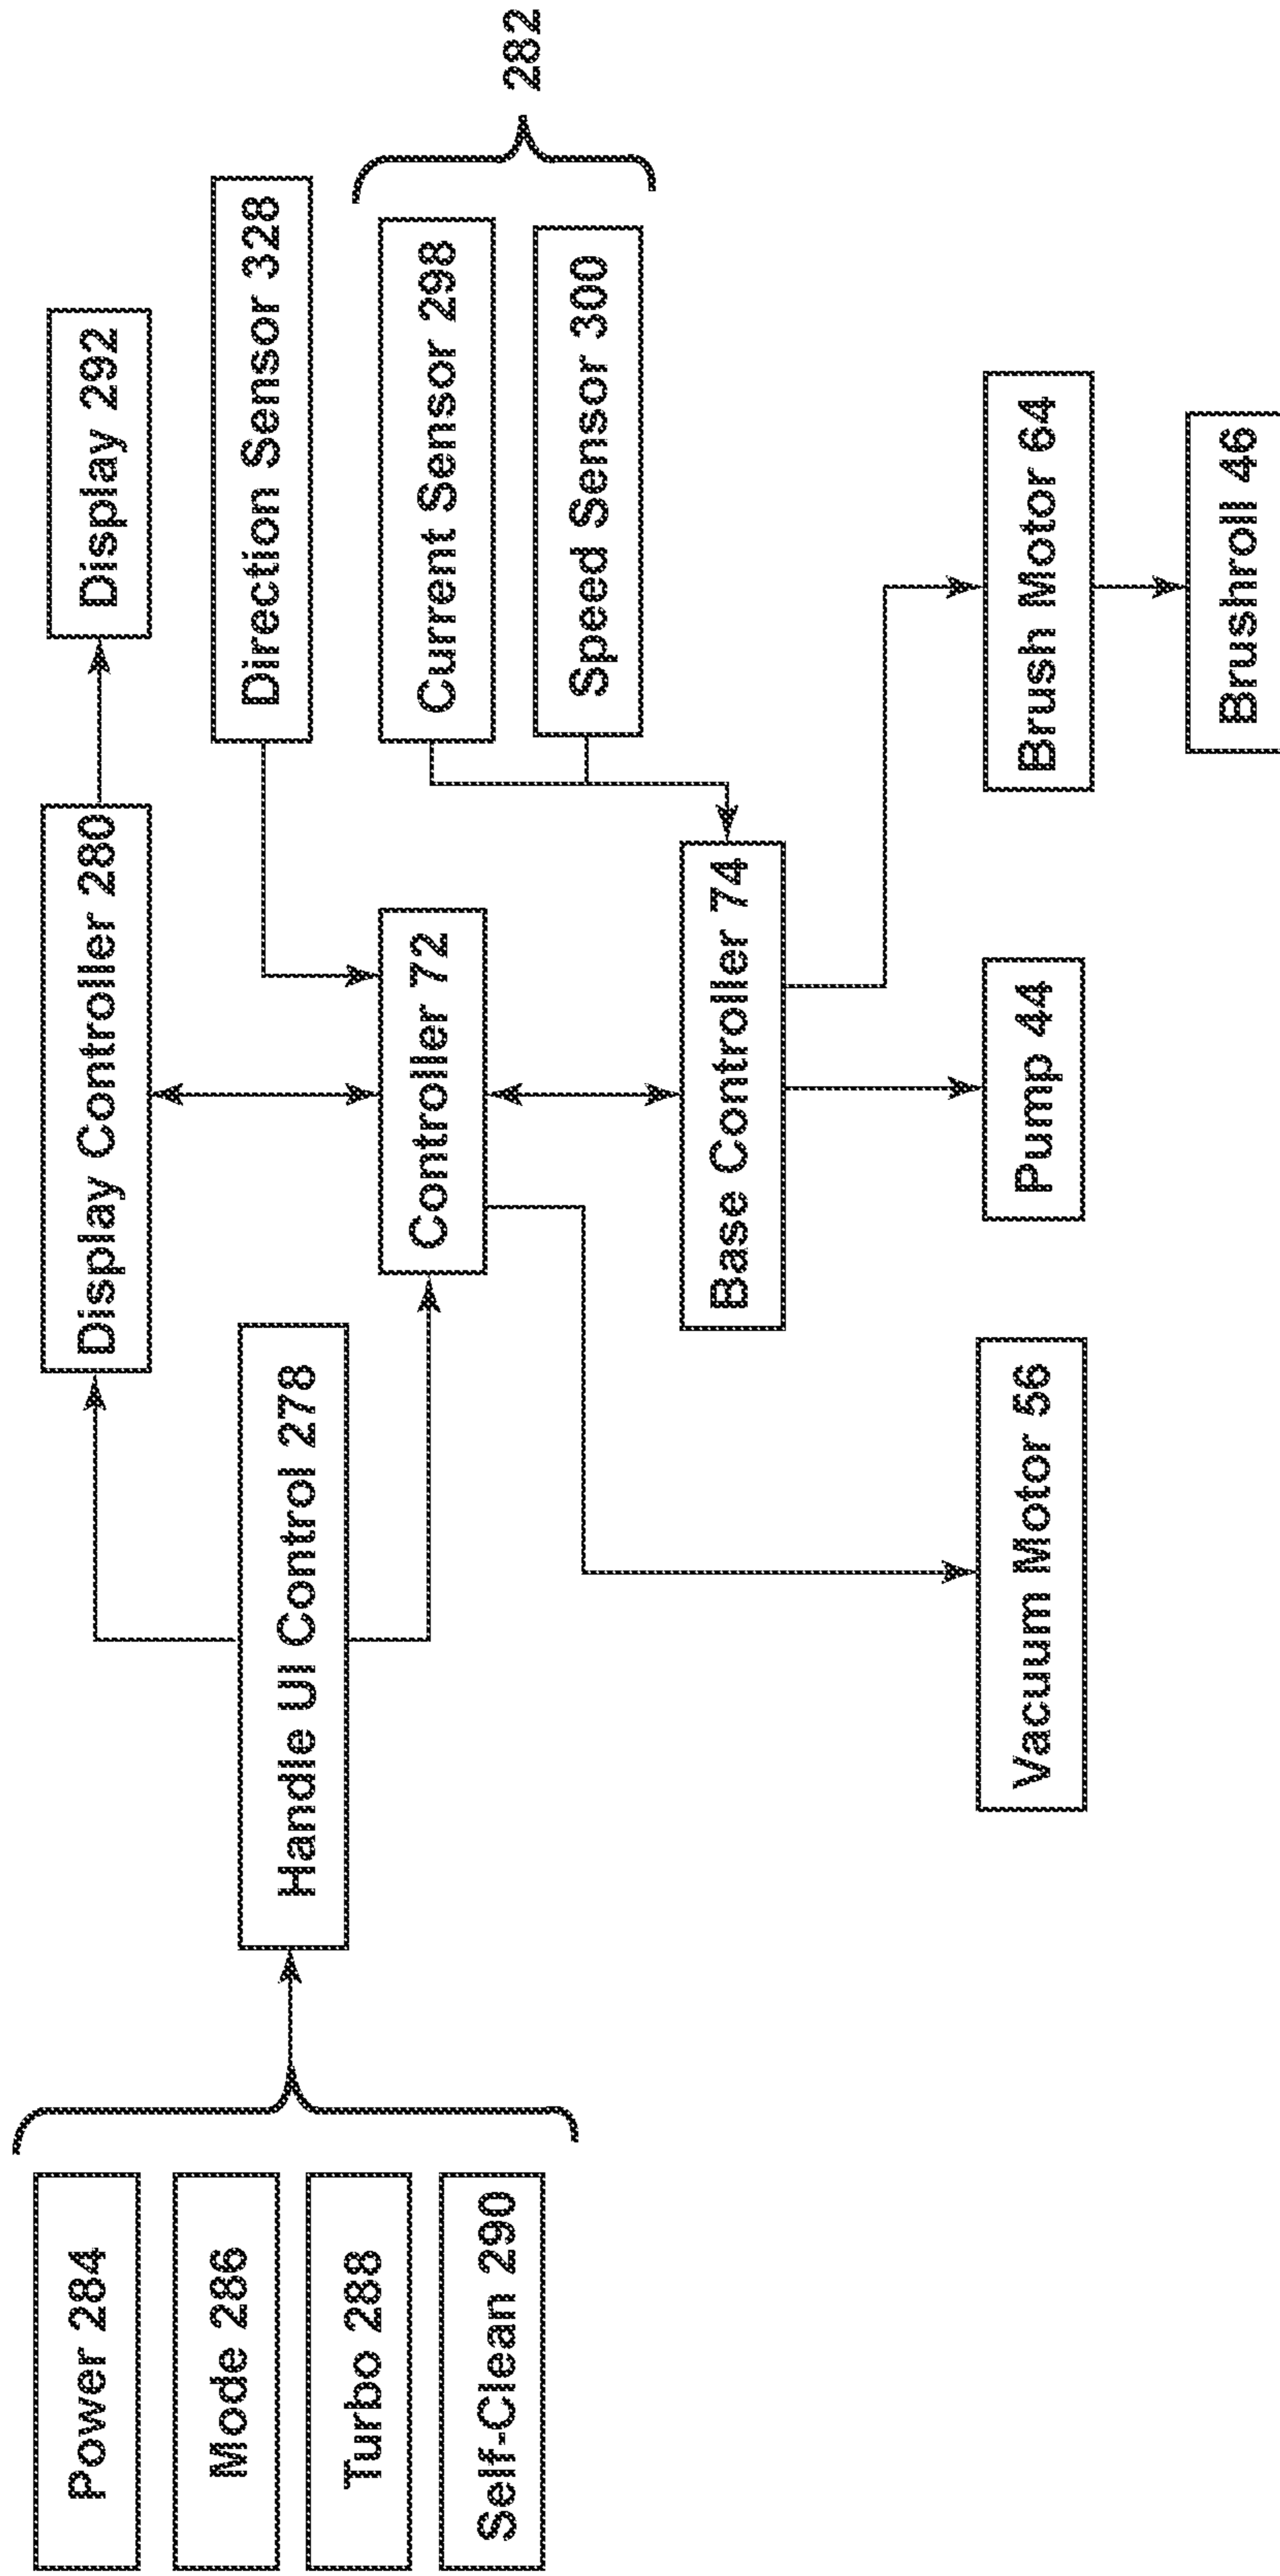 Power 284
Mode 286
Turbo 288
Self-Clean 290
Handle UI Control 278
Display Controller 280
Display 292
Controller 72
Direction Sensor 328
Current Sensor 298
Speed Sensor 300
282
Base Controller 74
Vacuum Motor 56
Pump 44
Brush Motor 64
Brushroll 46